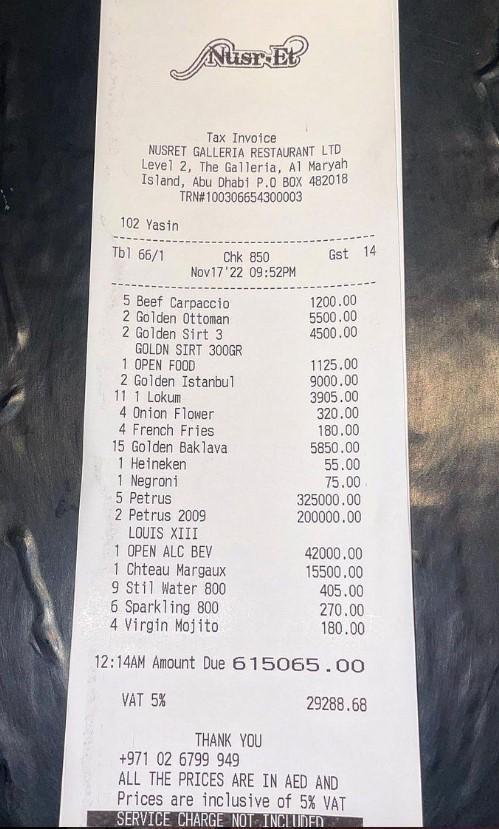 Nusr-Et
Tax Invoice
NUSRET GALLERIA RESTAURANT LTD
Level 2, The Galleria, Al Maryah
Island, Abu Dhabi P.O BOX 482018
TRN#100306654300003
102 Yasin
Tbl 66/1 Chk 850 Gst 14
Nov17'22 09:52PM
5 Beef Carpaccio 1200.00
2 Golden Ottoman 5500.00
2 Golden Sirt 3 4500.00
GOLDN SIRT 300GR
1 OPEN FOOD 1125.00
2 Golden Istanbul 9000.00
11 1 Lokum 3905.00
4 Onion Flower 320.00
4 French Fries 180.00
15 Golden Baklava 5850.00
1 Heineken 55.00
1 Negroni 75.00
5 Petrus 325000.00
2 Petrus 2009 200000.00
LOUIS XIII
1 OPEN ALC BEV 42000.00
1 Chteau Margaux 15500.00
9 Stil Water 800 405.00
6 Sparkling 800 270.00
4 Virgin Mojito 180.00
12:14AM Amount Due 615065.00
VAT 5% 29288.68
THANK YOU
+971 02 6799 949
ALL THE PRICES ARE IN AED AND
Prices are inclusive of 5% VAT
SERVICE CHARGE NOT INCLUDED